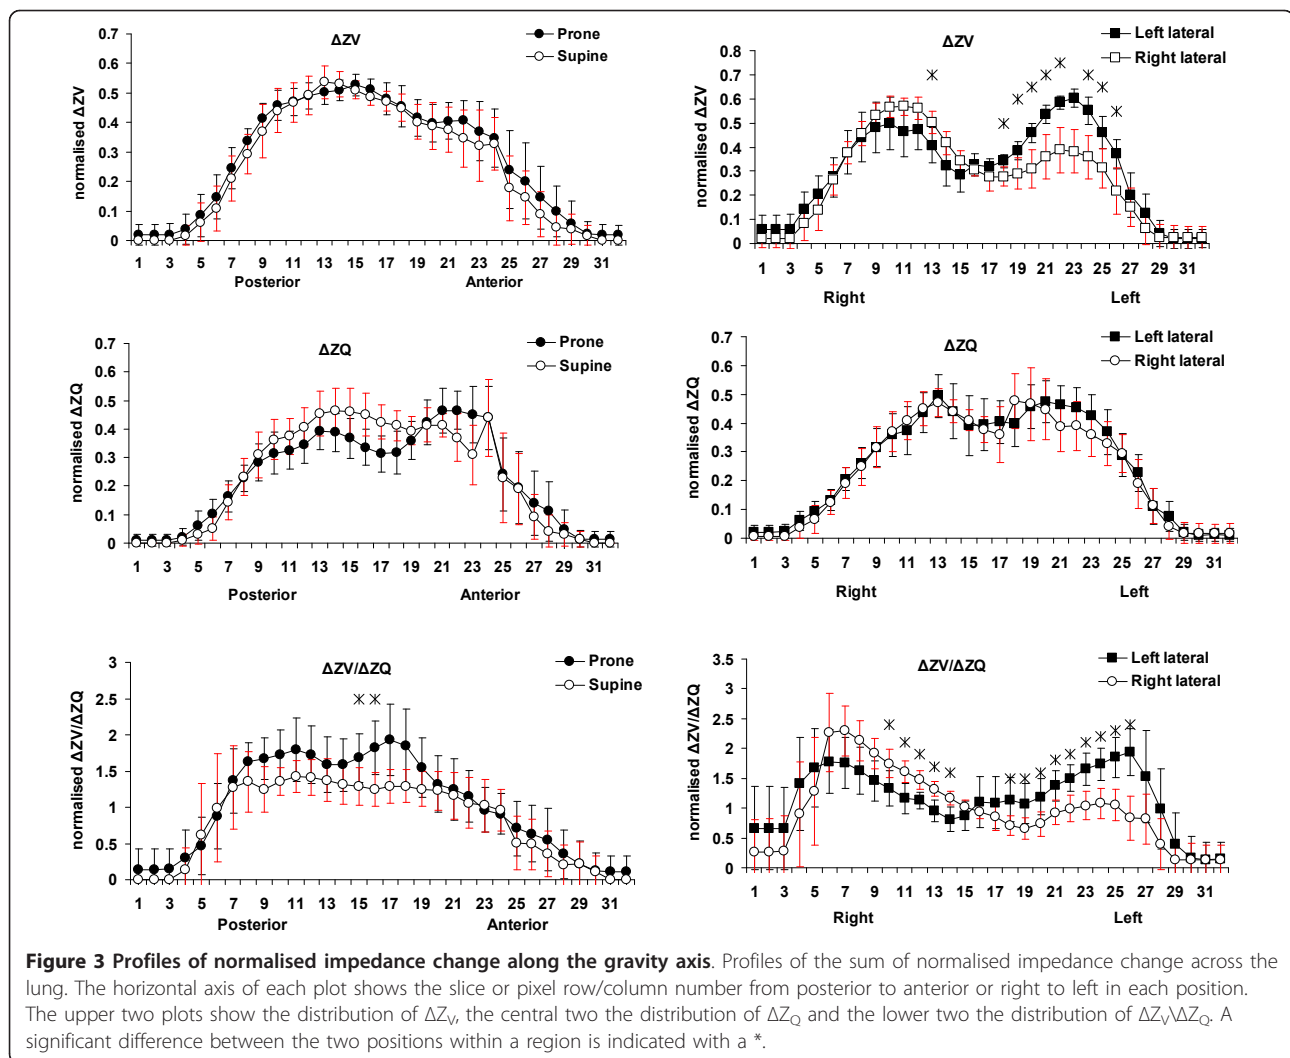 ΔZV
Prone
Supine
normalised ΔZV
0.7
0.6
0.5
0.4
0.3
0.2
0.1
0
1 3 5 7 9 11 13 15 17 19 21 23 25 27 29 31
Posterior Anterior
ΔZV
Left lateral
Right lateral
normalised ΔZV
0.8
0.7
0.6
0.5
0.4
0.3
0.2
0.1
0
1 3 5 7 9 11 13 15 17 19 21 23 25 27 29 31
Right Left
ΔZQ
Prone
Supine
normalised ΔZQ
0.7
0.6
0.5
0.4
0.3
0.2
0.1
0
1 3 5 7 9 11 13 15 17 19 21 23 25 27 29 31
Posterior Anterior
ΔZQ
Left lateral
Right lateral
normalised ΔZQ
0.7
0.6
0.5
0.4
0.3
0.2
0.1
0
1 3 5 7 9 11 13 15 17 19 21 23 25 27 29 31
Right Left
ΔZV/ΔZQ
Prone
Supine
normalised ΔZV/ΔZQ
3
2.5
2
1.5
1
0.5
0
1 3 5 7 9 11 13 15 17 19 21 23 25 27 29 31
Posterior Anterior
ΔZV/ΔZQ
Left lateral
Right lateral
normalised ΔZV/ΔZQ
3.5
3
2.5
2
1.5
1
0.5
0
1 3 5 7 9 11 13 15 17 19 21 23 25 27 29 31
Right Left
Figure 3 Profiles of normalised impedance change along the gravity axis. Profiles of the sum of normalised impedance change across the
lung. The horizontal axis of each plot shows the slice or pixel row/column number from posterior to anterior or right to left in each position.
The upper two plots show the distribution of ΔZV, the central two the distribution of ΔZQ and the lower two the distribution of ΔZV\ΔZQ. A
significant difference between the two positions within a region is indicated with a *.